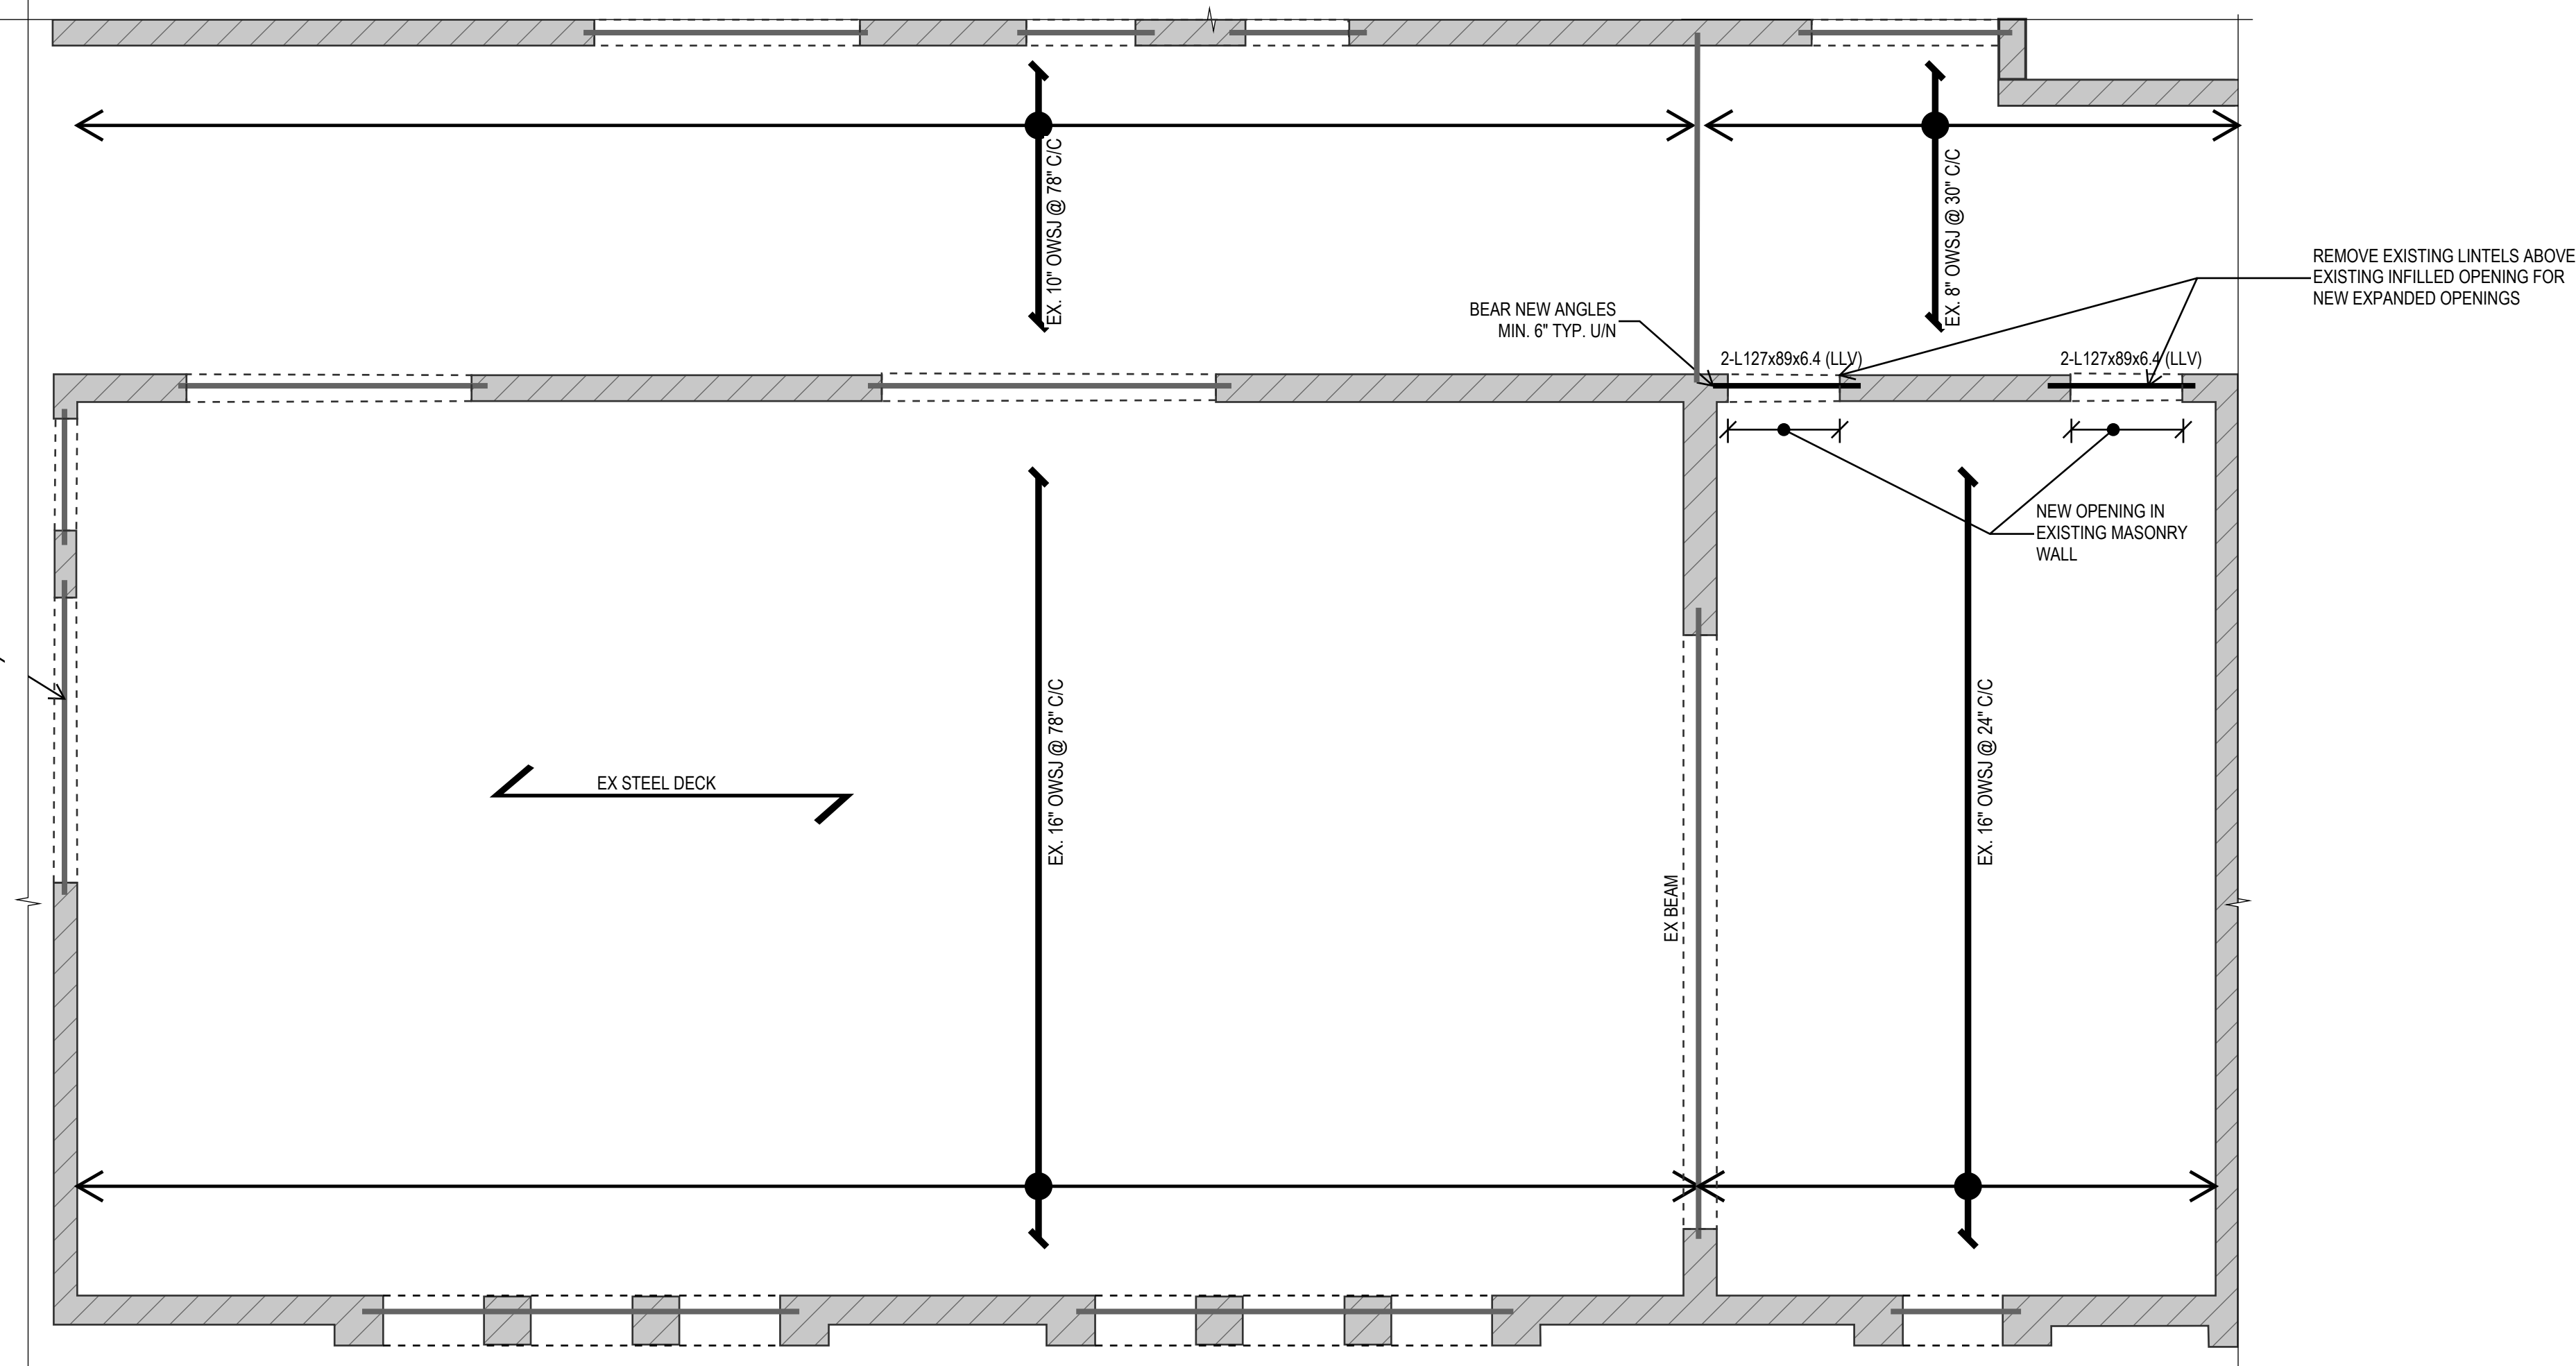 EX. 10" OWSJ @ 78" C/C
EX. 8" OWSJ @ 30" C/C
REMOVE EXISTING LINTELS ABOVE
EXISTING INFILLED OPENING FOR
NEW EXPANDED OPENINGS
BEAR NEW ANGLES
MIN. 6" TYP. U/N
2-L127x89x6.4 (LLV)
2-L127x89x6.4 (LLV)
NEW OPENING IN
EXISTING MASONRY
WALL
EX STEEL DECK
EX. 16" OWSJ @ 78" C/C
EX BEAM
EX. 16" OWSJ @ 24" C/C